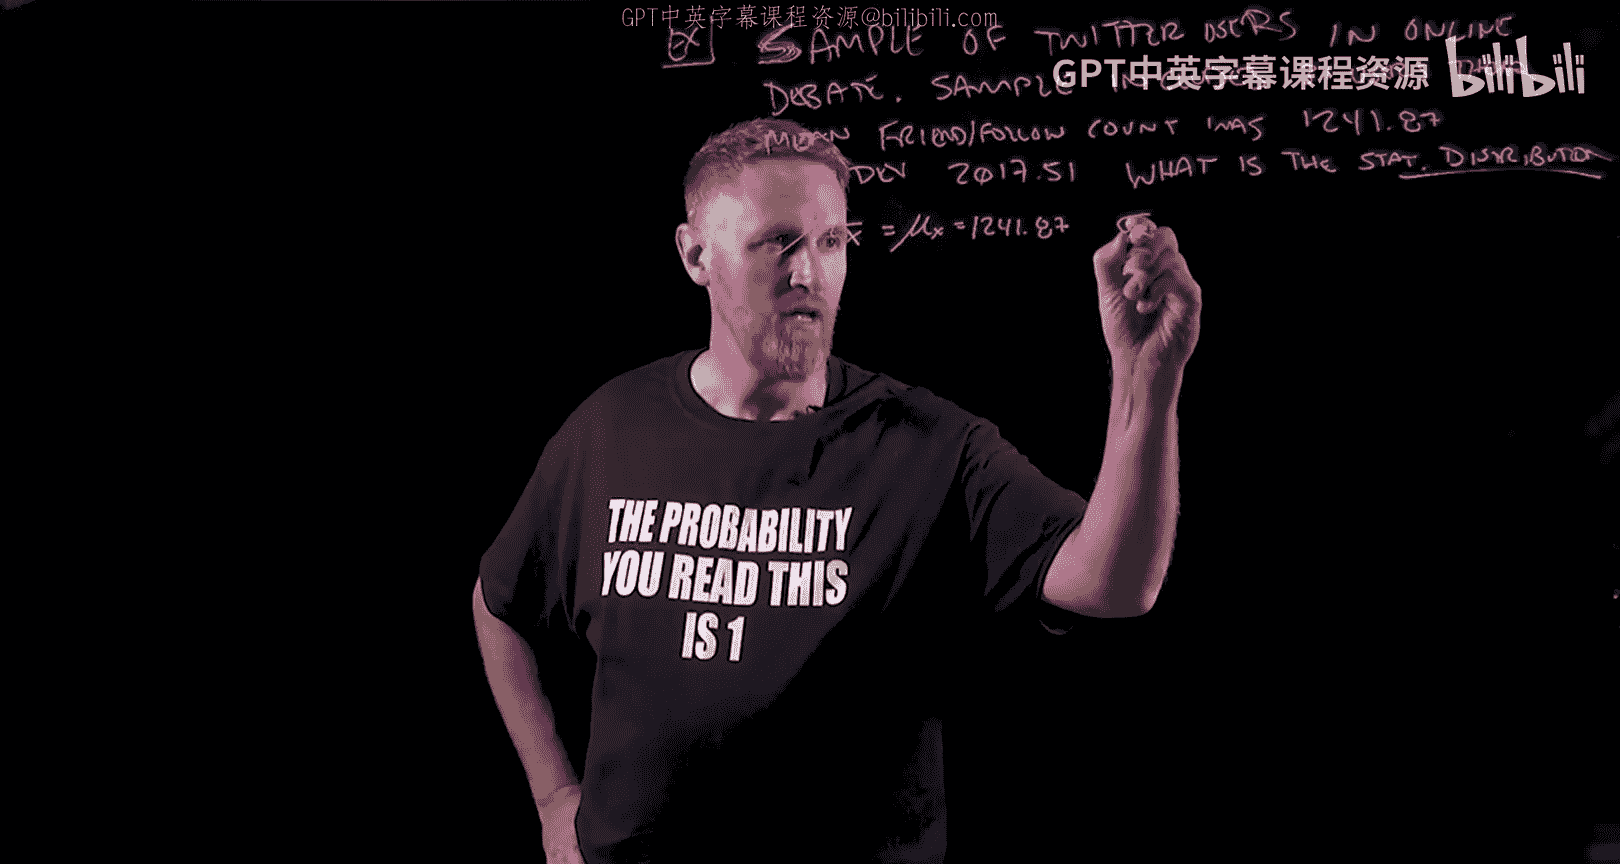 GPT中英字幕课程资源@bilibili.com
EX SAMPLE OF TWITTER USERS IN ONLINE
GPT中英字幕课程资源 bilibili
DEBATE. SAMPLE
MEAN FRIEND/FOLLOW COUNT WAS 1241.87
DEV 2017.51 WHAT IS THE STAT. DISTRIBUTION
x̄ = μx = 1241.87 σ
THE PROBABILITY
YOU READ THIS
IS 1